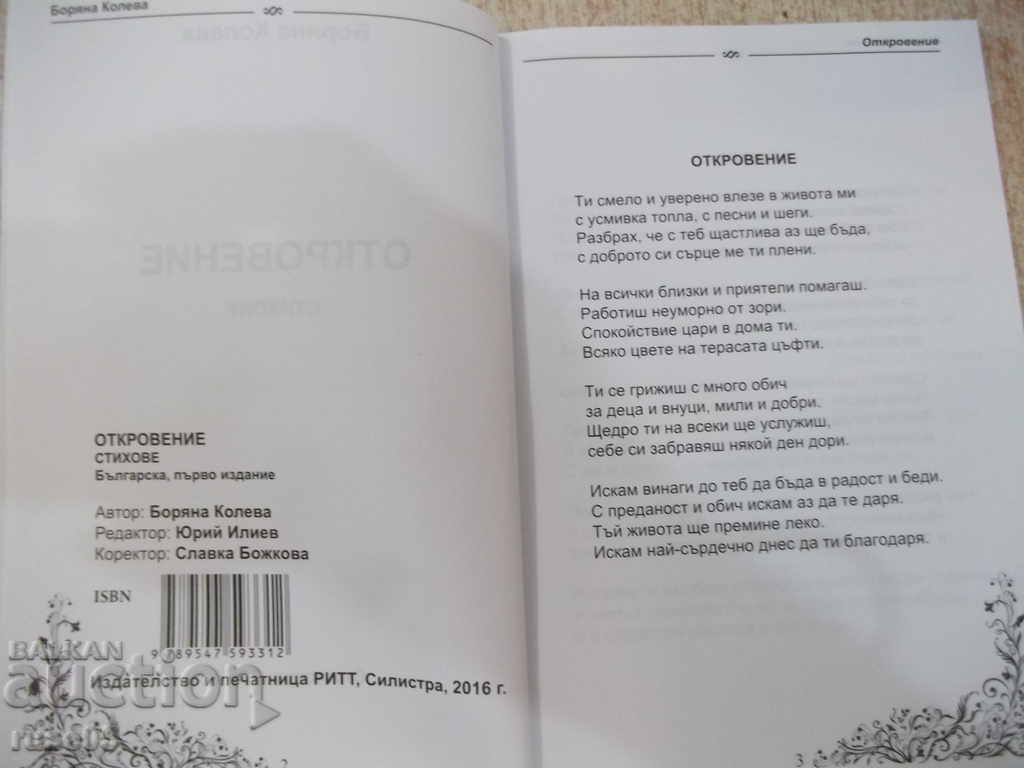 Боряна Колева
ОТКРОВЕНИЕ
СТИХОВЕ
Българска, първо издание
Автор: Боряна Колева
Редактор: Юрий Илиев
Коректор: Славка Божкова
ISBN
9789547593312
Издателство и печатница РИТТ, Силистра, 2016 г.
2
Откровение
ОТКРОВЕНИЕ
Ти смело и уверено влезе в живота ми
с усмивка топла, с песни и шеги.
Разбрах, че с теб щастлива аз ще бъда,
с доброто си сърце ме ти плени.
На всички близки и приятели помагаш.
Работиш неуморно от зори.
Спокойствие цари в дома ти.
Всяко цвете на терасата цъфти.
Ти се грижиш с много обич
за деца и внуци, мили и добри.
Щедро ти на всеки ще услужиш,
себе си забравяш някой ден дори.
Искам винаги до теб да бъда в радост и беди.
С преданост и обич искам аз да те даря.
Тъй живота ще премине леко.
Искам най-сърдечно днес да ти благодаря.
3
BALKAN
auction